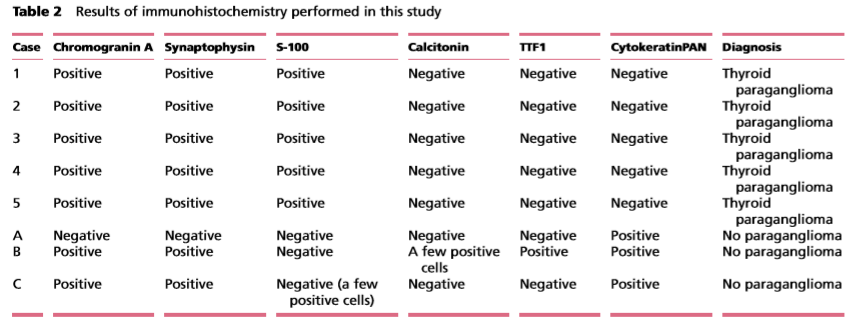 Table 2 Results of immunohistochemistry performed in this study
Case Chromogranin A Synaptophysin S-100 Calcitonin TTF1 CytokeratinPAN Diagnosis
1 Positive Positive Positive Negative Negative Negative Thyroid
paraganglioma
2 Positive Positive Positive Negative Negative Negative Thyroid
paraganglioma
3 Positive Positive Positive Negative Negative Negative Thyroid
paraganglioma
4 Positive Positive Positive Negative Negative Negative Thyroid
paraganglioma
5 Positive Positive Positive Negative Negative Negative Thyroid
paraganglioma
A Negative Negative Negative Negative Negative Positive No paraganglioma
B Positive Positive Negative A few positive Positive Positive No paraganglioma
cells
C Positive Positive Negative (a few Negative Negative Positive No paraganglioma
positive cells)